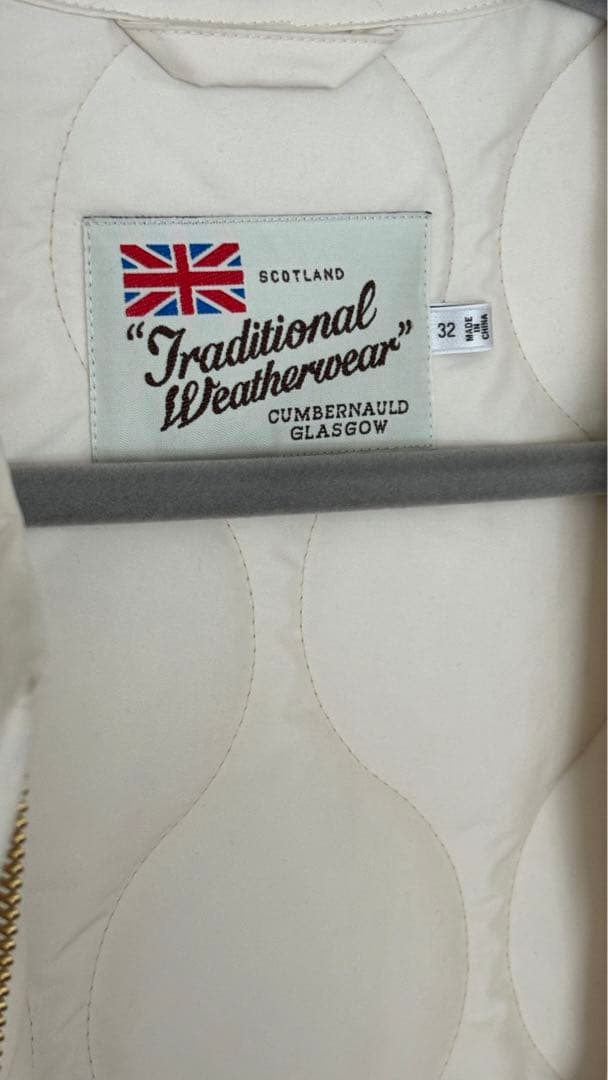 SCOTLAND
"Traditional
Weatherwear"
CUMBERNAULD
GLASGOW
32
MADE
IN
CHINA